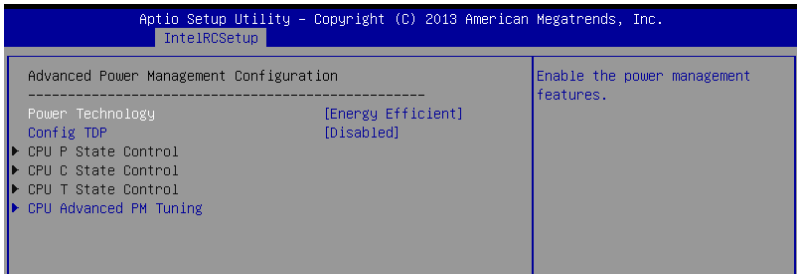 Aptio Setup Utility – Copyright (C) 2013 American Megatrends, Inc.
IntelRCSetup
Advanced Power Management Configuration
--------------------------------------------------
Power Technology [Energy Efficient]
Config TDP [Disabled]
CPU P State Control
CPU C State Control
CPU T State Control
CPU Advanced PM Tuning
Enable the power management
features.